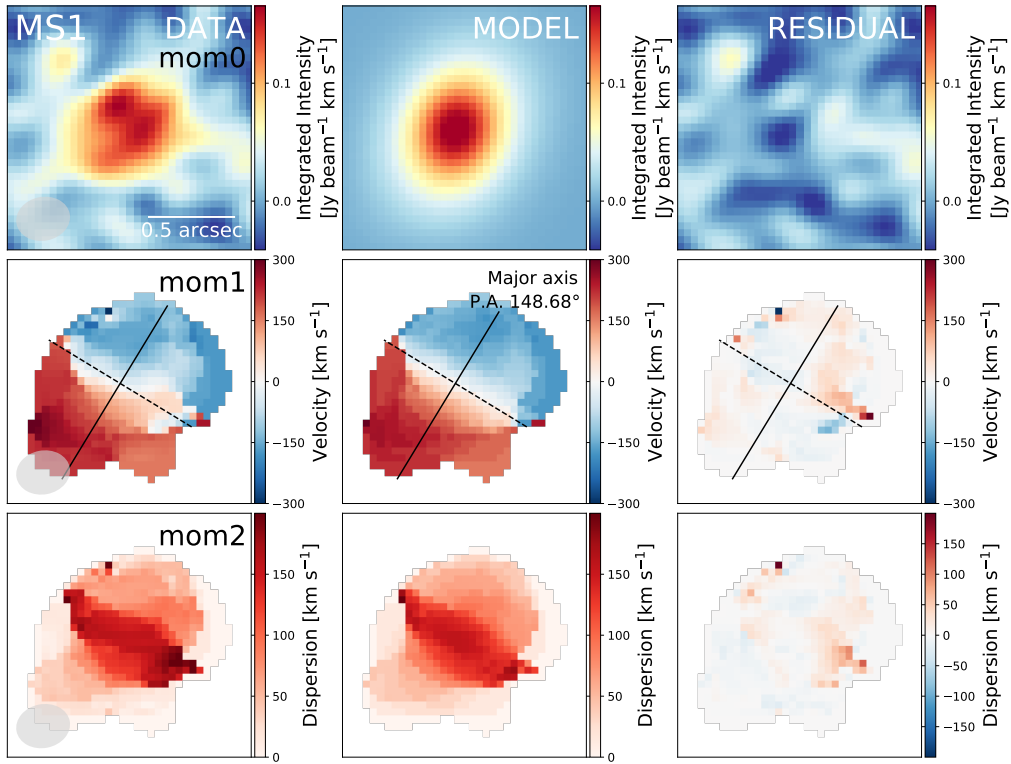 MS1 DATA
mom0
0.5 arcsec
0.1
0.0
Integrated Intensity
[Jy beam⁻¹ km s⁻¹]
MODEL
0.1
0.0
Integrated Intensity
[Jy beam⁻¹ km s⁻¹]
RESIDUAL
0.1
0.0
Integrated Intensity
[Jy beam⁻¹ km s⁻¹]
mom1
300
150
0
−150
−300
Velocity [km s⁻¹]
Major axis
P.A. 148.68°
300
150
0
−150
−300
Velocity [km s⁻¹]
300
150
0
−150
−300
Velocity [km s⁻¹]
mom2
150
100
50
0
Dispersion [km s⁻¹]
150
100
50
0
Dispersion [km s⁻¹]
150
100
50
0
−50
−100
−150
Dispersion [km s⁻¹]